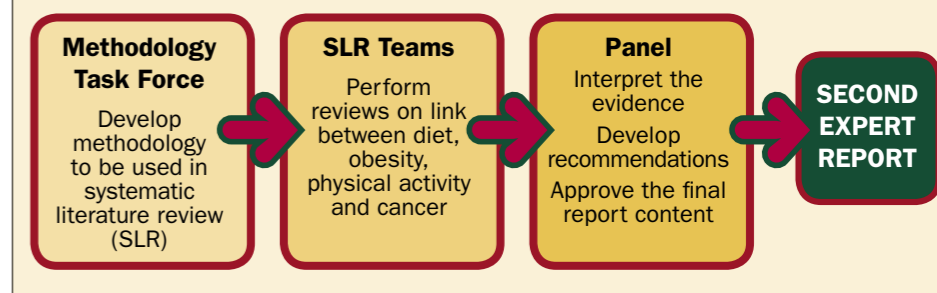 Methodology
Task Force
Develop
methodology
to be used in
systematic
literature review
(SLR)
SLR Teams
Perform
reviews on link
between diet,
obesity,
physical activity
and cancer
Panel
Interpret the
evidence
Develop
recommendations
Approve the final
report content
SECOND
EXPERT
REPORT